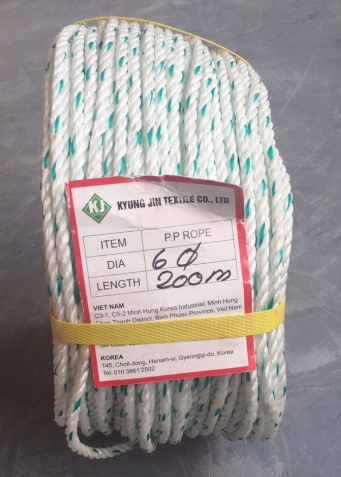 KJ
KYUNG JIN TEXTILE CO., LTD
ITEM P.P ROPE
DIA 6 Ø
LENGTH 200m
VIET NAM
C3-1, C5-2 Minh Hung Korea Industrial, Minh Hung
Chon Thanh District, Binh Phuoc Province, Viet Nam
KOREA
145, Choil-dong, Hanam-si, Gyeonggi-do, Korea
Tel: 010 3861 2502